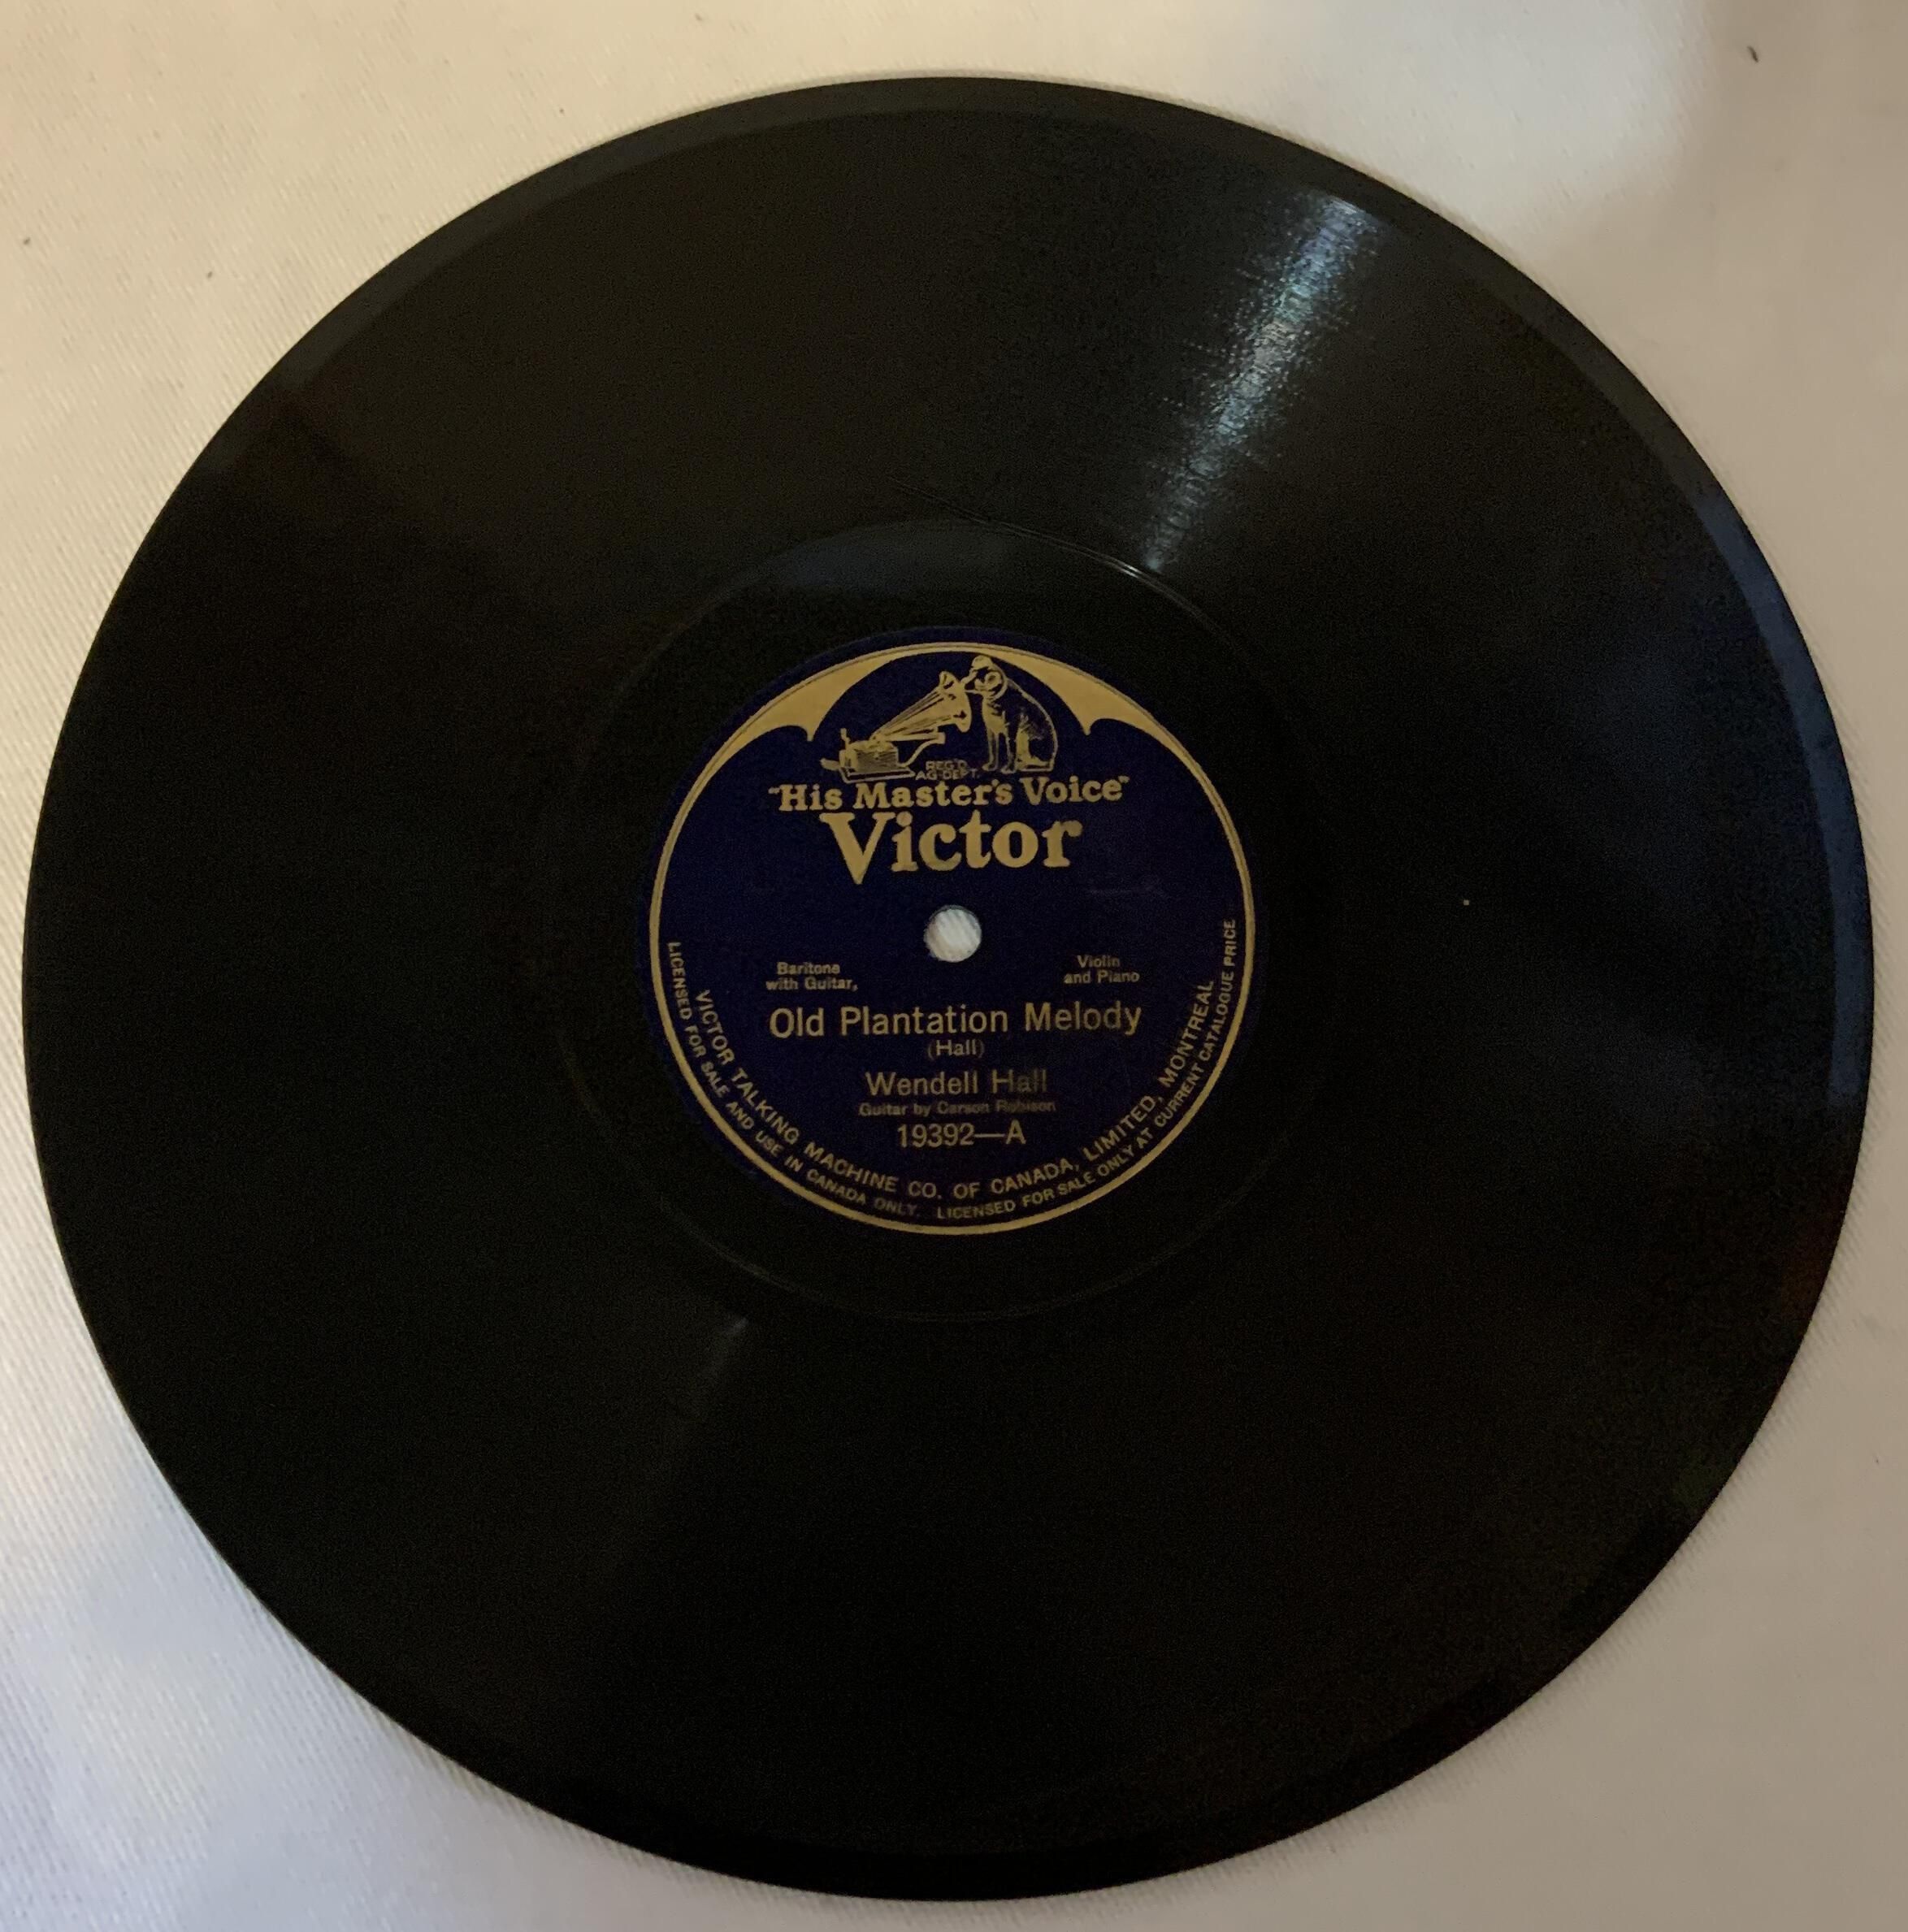 REG'D.
AG-DEPT.
"His Master's Voice"
Victor
Baritone
with Guitar,
Violin
and Piano
Old Plantation Melody
(Hall)
Wendell Hall
Guitar by Carson Robison
19392—A
VICTOR TALKING MACHINE CO. OF CANADA, LIMITED, MONTREAL
LICENSED FOR SALE AND USE IN CANADA ONLY. LICENSED FOR SALE ONLY AT CURRENT CATALOGUE PRICE